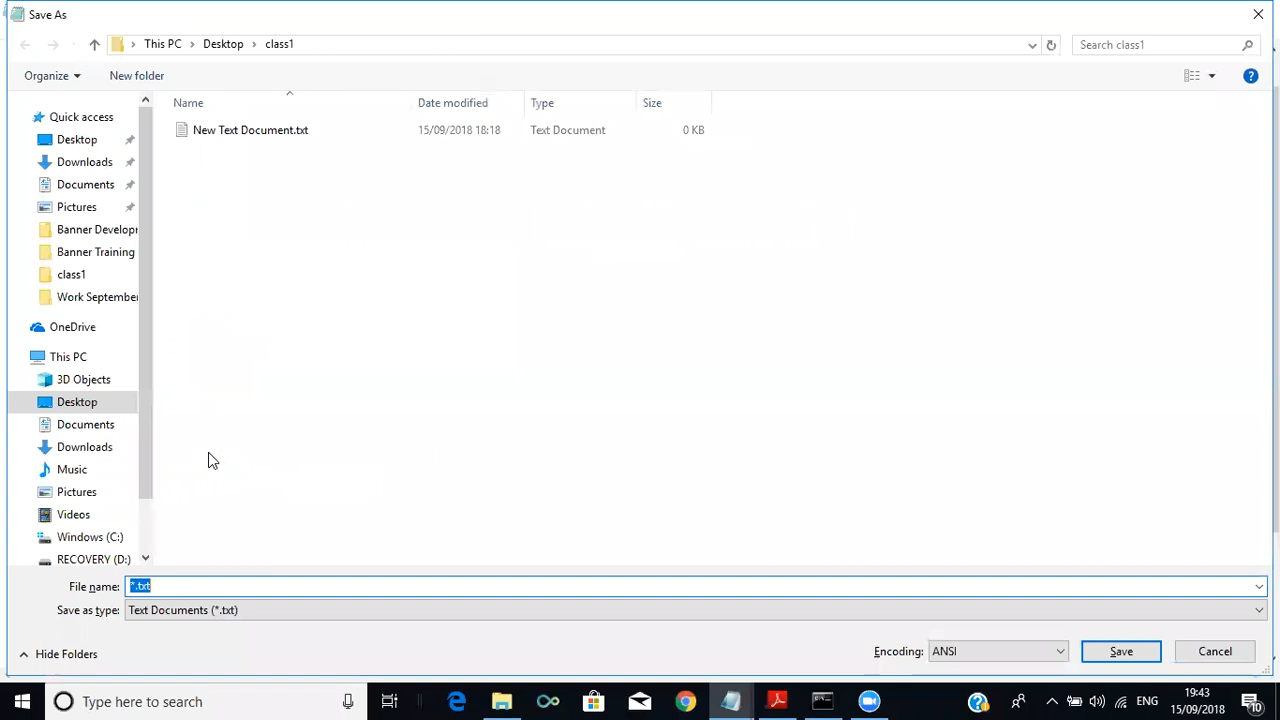 Save As
This PC Desktop class1
Search class1
Organize New folder
Name Date modified Type Size
New Text Document.txt 15/09/2018 18:18 Text Document 0 KB
Quick access
Desktop
Downloads
Documents
Pictures
Banner Develop
Banner Training
class1
Work September
OneDrive
This PC
3D Objects
Desktop
Documents
Downloads
Music
Pictures
Videos
Windows (C:)
RECOVERY (D:)
File name: *.txt
Save as type: Text Documents (*.txt)
Hide Folders
Encoding: ANSI Save Cancel
Type here to search
ENG
19:43
15/09/2018
10